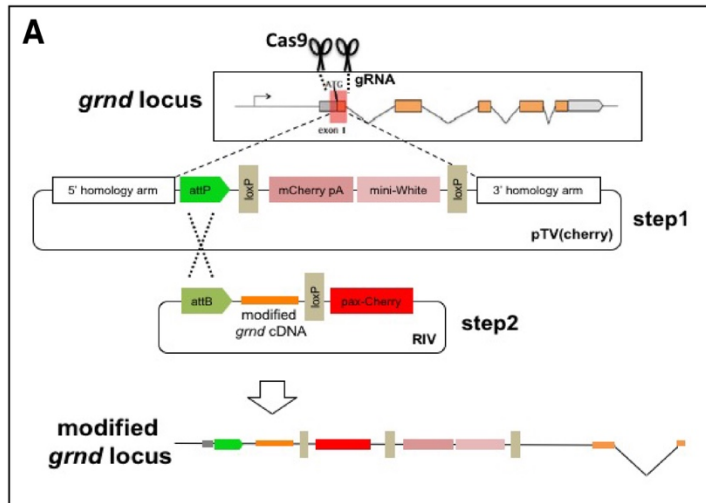 A
Cas9
gRNA
ATG
grnd locus
exon 1
5' homology arm
attP
loxP
mCherry pA
mini-White
loxP
3' homology arm
pTV(cherry)
step1
attB
modified
grnd cDNA
loxP
pax-Cherry
RIV
step2
modified
grnd locus